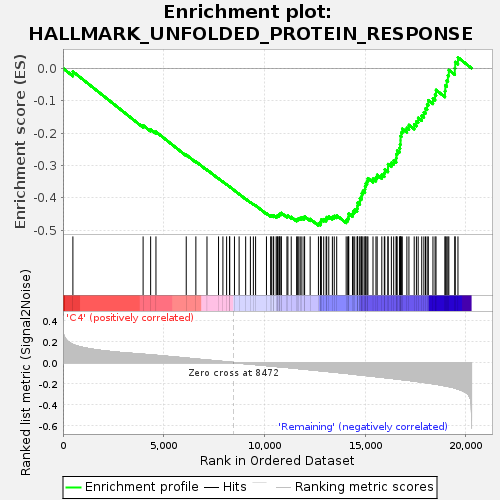 Enrichment plot:
HALLMARK_UNFOLDED_PROTEIN_RESPONSE
Enrichment score (ES)
0.0
-0.1
-0.2
-0.3
-0.4
-0.5
'C4' (positively correlated)
Ranked list metric (Signal2Noise)
0.4
0.2
0.0
-0.2
-0.4
-0.6
Zero cross at 8472
'Remaining' (negatively correlated)
0
5,000
10,000
15,000
20,000
Rank in Ordered Dataset
Enrichment profile
Hits
Ranking metric scores